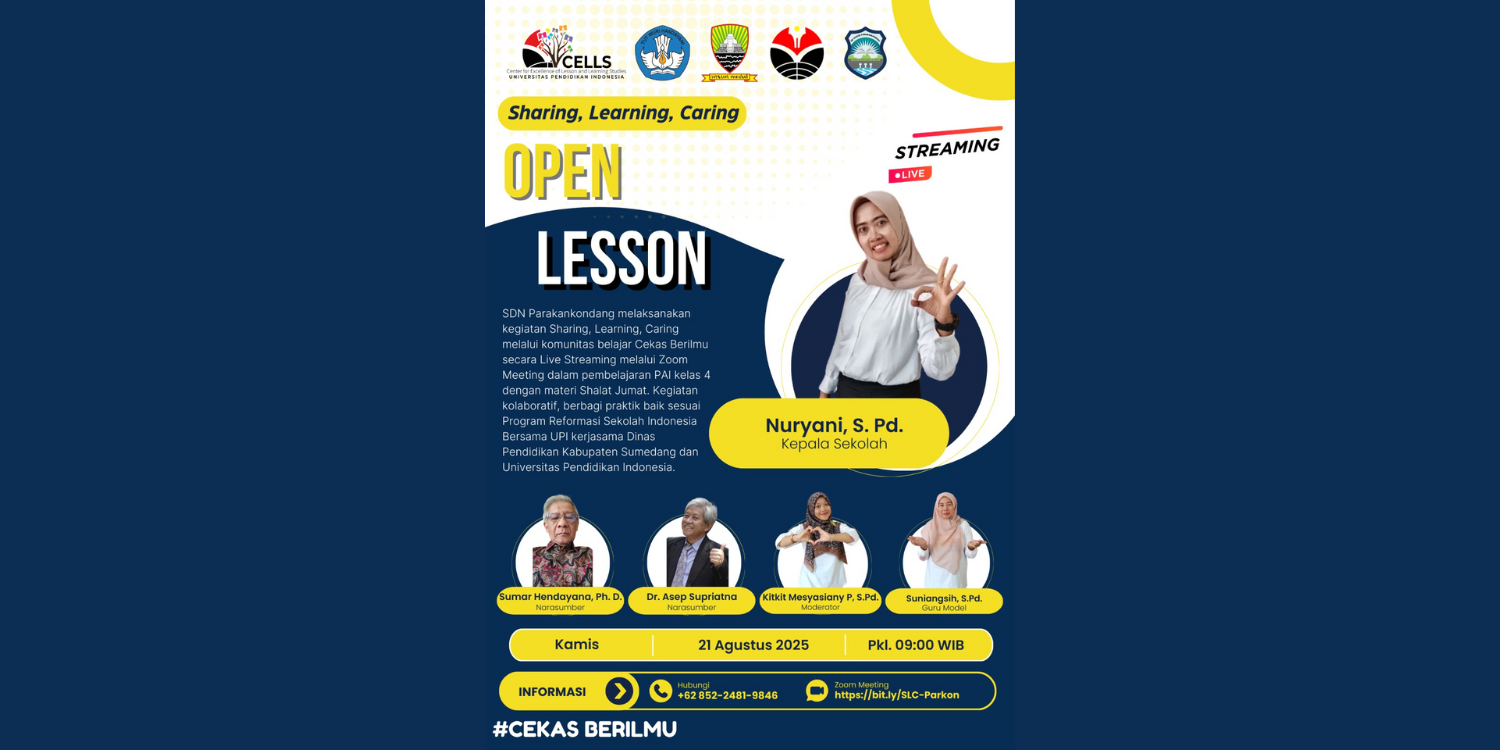 CELLS
Center for Excellence of Lesson and Learning Studies
UNIVERSITAS PENDIDIKAN INDONESIA
Sharing, Learning, Caring
STREAMING
LIVE
OPEN
LESSON
SDN Parakankondang melaksanakan
kegiatan Sharing, Learning, Caring
melalui komunitas belajar Cekas Berilmu
secara Live Streaming melalui Zoom
Meeting dalam pembelajaran PAI kelas 4
dengan materi Shalat Jumat. Kegiatan
kolaboratif, berbagi praktik baik sesuai
Program Reformasi Sekolah Indonesia
Bersama UPI kerjasama Dinas
Pendidikan Kabupaten Sumedang dan
Universitas Pendidikan Indonesia.
Nuryani, S. Pd.
Kepala Sekolah
Sumar Hendayana, Ph. D.
Narasumber
Dr. Asep Supriatna
Narasumber
Kitkit Mesyasiany P, S.Pd.
Moderator
Suniangsih, S.Pd.
Guru Model
Kamis
21 Agustus 2025
Pkl. 09:00 WIB
INFORMASI
Hubungi
+62 852-2481-9846
Zoom Meeting
https://bit.ly/SLC-Parkon
#CEKAS BERILMU